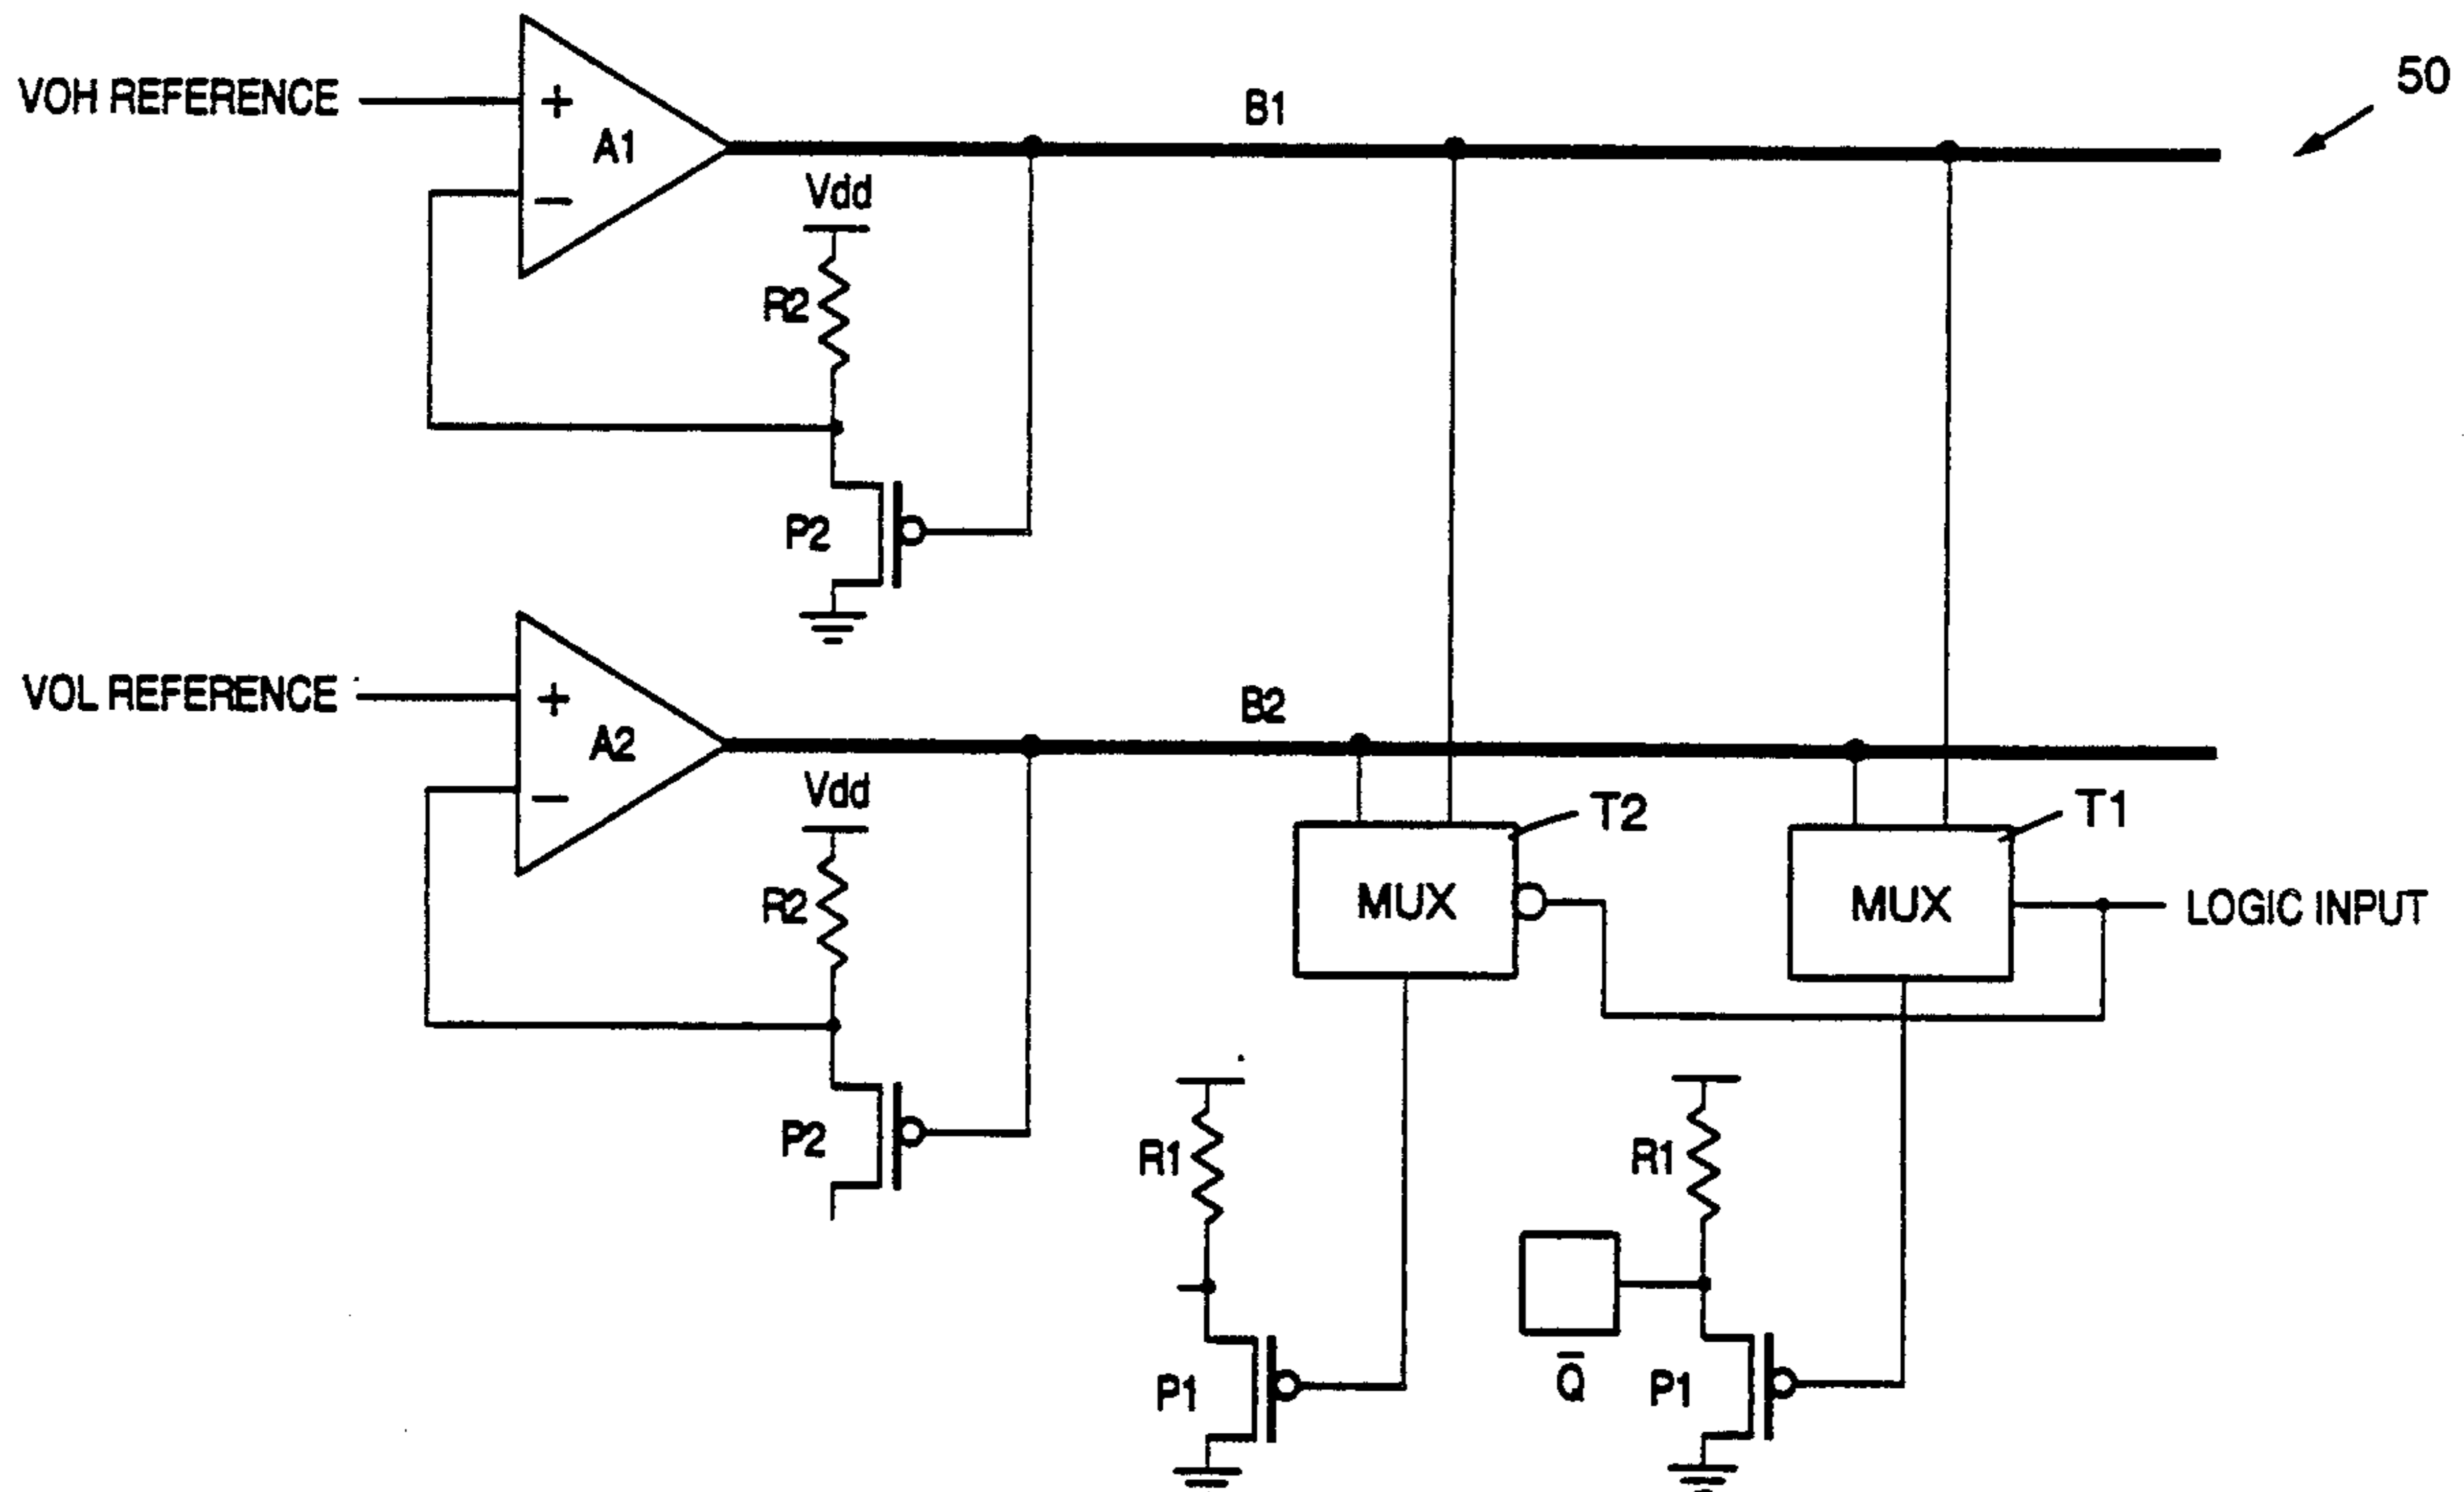 50
VOH REFERENCE
+
A1
−
B1
Vdd
R2
P2
VOL REFERENCE
+
A2
−
B2
Vdd
R2
P2
T2
T1
MUX
MUX
LOGIC INPUT
R1
R1
P1
Q̅
P1